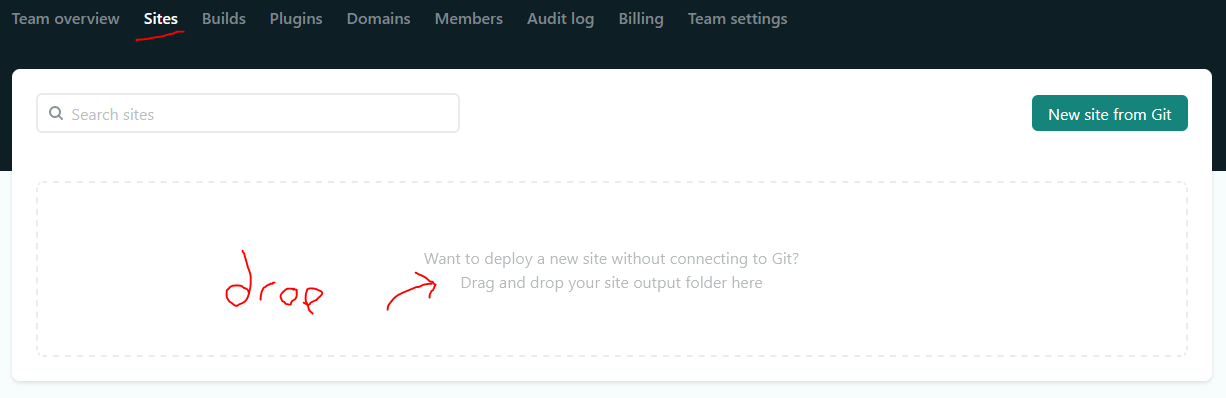 Team overview Sites Builds Plugins Domains Members Audit log Billing Team settings
Search sites New site from Git
Want to deploy a new site without connecting to Git?
drop Drag and drop your site output folder here